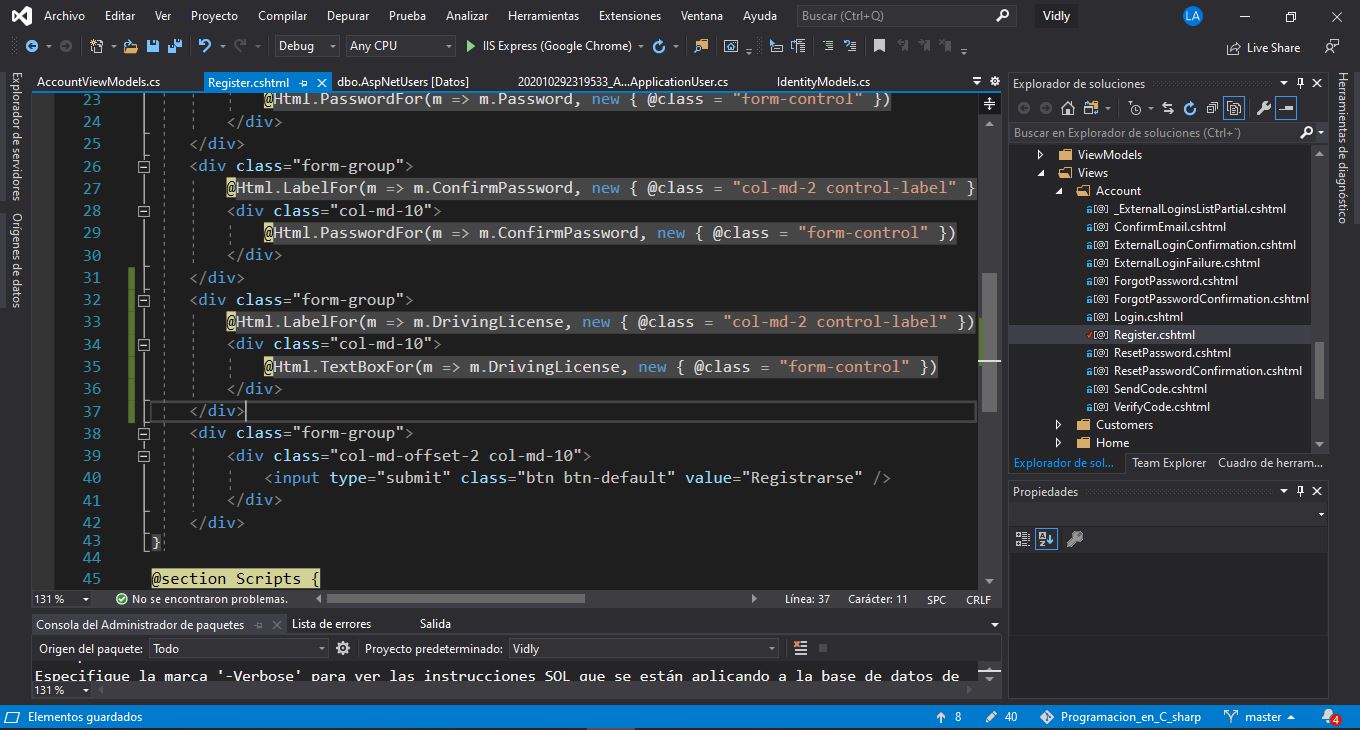 Archivo Editar Ver Proyecto Compilar Depurar Prueba Analizar Herramientas Extensiones Ventana Ayuda Buscar (Ctrl+Q) Vidly LA
Debug Any CPU IIS Express (Google Chrome) Live Share
Explorador de servidores
Orígenes de datos
AccountViewModels.cs Register.cshtml dbo.AspNetUsers [Datos] 202010292319533_A...ApplicationUser.cs IdentityModels.cs
23 @Html.PasswordFor(m => m.Password, new { @class = "form-control" })
24 </div>
25 </div>
26 <div class="form-group">
27 @Html.LabelFor(m => m.ConfirmPassword, new { @class = "col-md-2 control-label" }
28 <div class="col-md-10">
29 @Html.PasswordFor(m => m.ConfirmPassword, new { @class = "form-control" })
30 </div>
31 </div>
32 <div class="form-group">
33 @Html.LabelFor(m => m.DrivingLicense, new { @class = "col-md-2 control-label" })
34 <div class="col-md-10">
35 @Html.TextBoxFor(m => m.DrivingLicense, new { @class = "form-control" })
36 </div>
37 </div>
38 <div class="form-group">
39 <div class="col-md-offset-2 col-md-10">
40 <input type="submit" class="btn btn-default" value="Registrarse" />
41 </div>
42 </div>
43 }
44
45 @section Scripts {
131 % No se encontraron problemas. Línea: 37 Carácter: 11 SPC CRLF
Consola del Administrador de paquetes Lista de errores Salida
Origen del paquete: Todo Proyecto predeterminado: Vidly
Especifique la marca '-Verbose' para ver las instrucciones SQL que se están aplicando a la base de datos de
131 %
Explorador de soluciones
Buscar en Explorador de soluciones (Ctrl+´)
ViewModels
Views
Account
_ExternalLoginsListPartial.cshtml
ConfirmEmail.cshtml
ExternalLoginConfirmation.cshtml
ExternalLoginFailure.cshtml
ForgotPassword.cshtml
ForgotPasswordConfirmation.cshtml
Login.cshtml
Register.cshtml
ResetPassword.cshtml
ResetPasswordConfirmation.cshtml
SendCode.cshtml
VerifyCode.cshtml
Customers
Home
Explorador de sol... Team Explorer Cuadro de herram...
Propiedades
Herramientas de diagnóstico
Elementos guardados 8 40 Programacion_en_C_sharp master 4